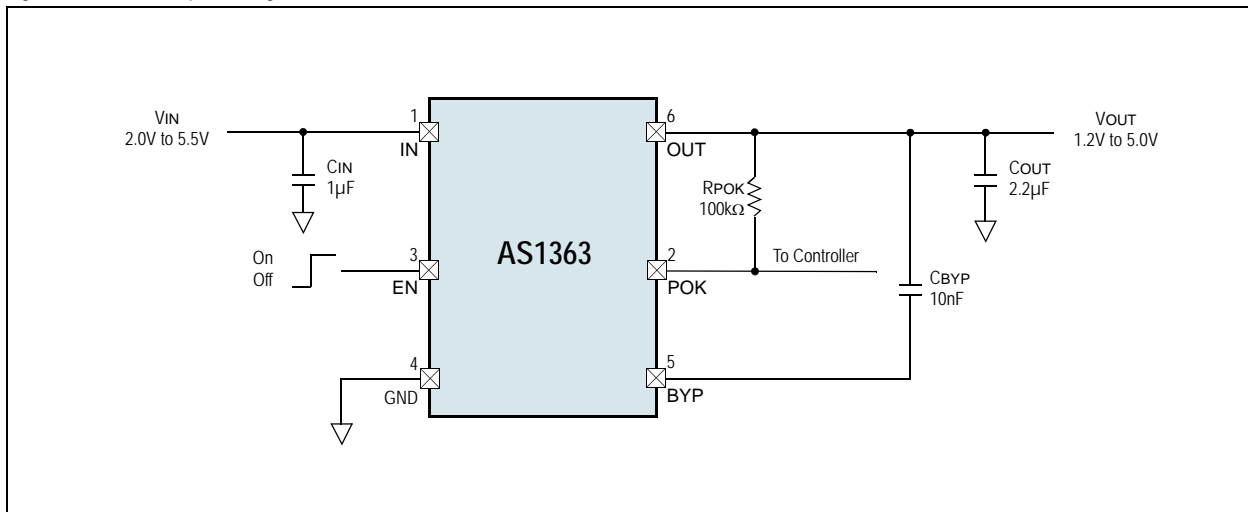 VIN
2.0V to 5.5V
CIN
1µF
On
Off
1
IN
3
EN
4
GND
AS1363
6
OUT
2
POK
5
BYP
RPOK
100kΩ
To Controller
CBYP
10nF
COUT
2.2µF
VOUT
1.2V to 5.0V